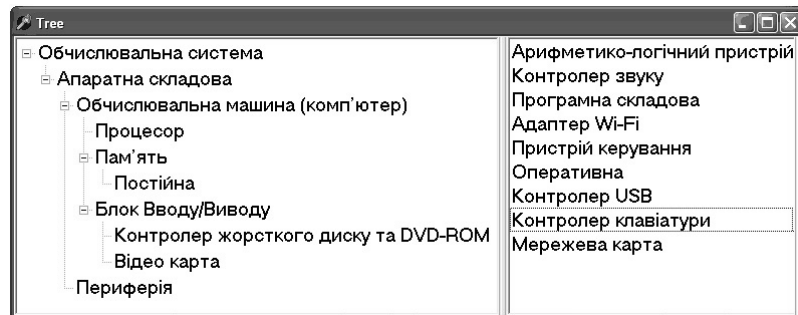 Tree
Обчислювальна система
Апаратна складова
Обчислювальна машина (комп'ютер)
Процесор
Пам'ять
Постійна
Блок Вводу/Виводу
Контролер жорсткого диску та DVD-ROM
Відео карта
Периферія
Арифметико-логічний пристрій
Контролер звуку
Програмна складова
Адаптер Wi-Fi
Пристрій керування
Оперативна
Контролер USB
Контролер клавіатури
Мережева карта